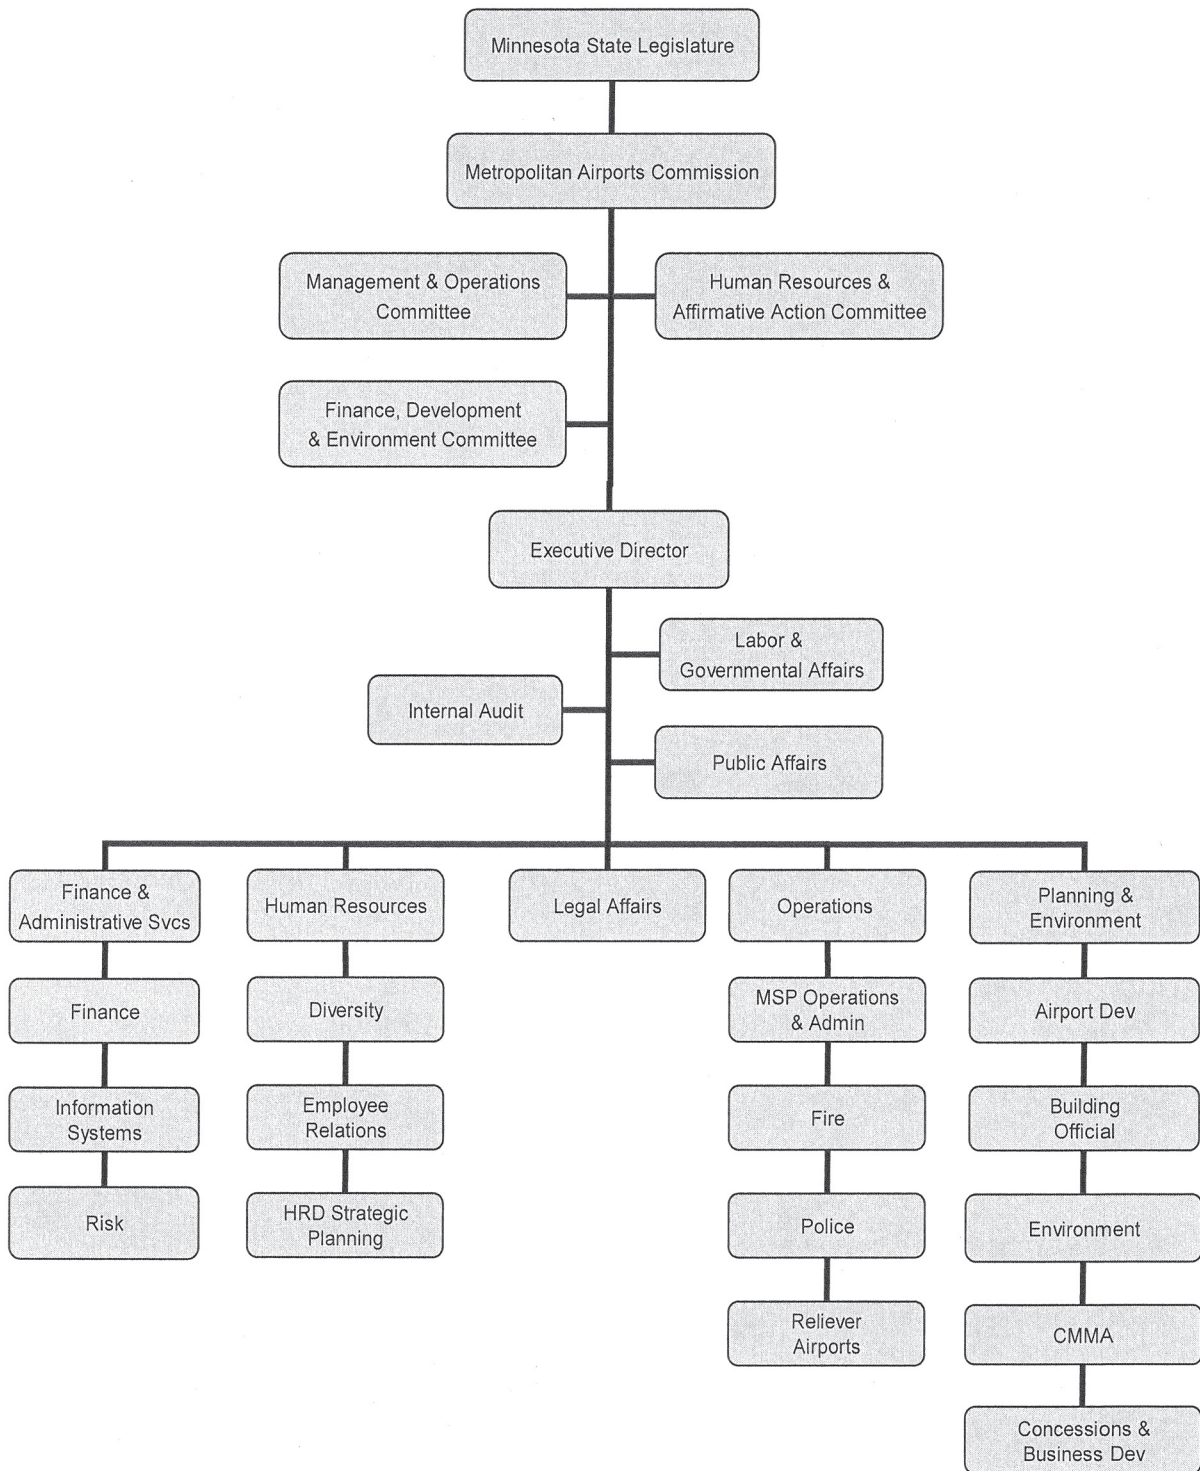 Minnesota State Legislature
Metropolitan Airports Commission
Management & Operations
Committee
Human Resources &
Affirmative Action Committee
Finance, Development
& Environment Committee
Executive Director
Labor &
Governmental Affairs
Internal Audit
Public Affairs
Finance &
Administrative Svcs
Finance
Information
Systems
Risk
Human Resources
Diversity
Employee
Relations
HRD Strategic
Planning
Legal Affairs
Operations
MSP Operations
& Admin
Fire
Police
Reliever
Airports
Planning &
Environment
Airport Dev
Building
Official
Environment
CMMA
Concessions &
Business Dev